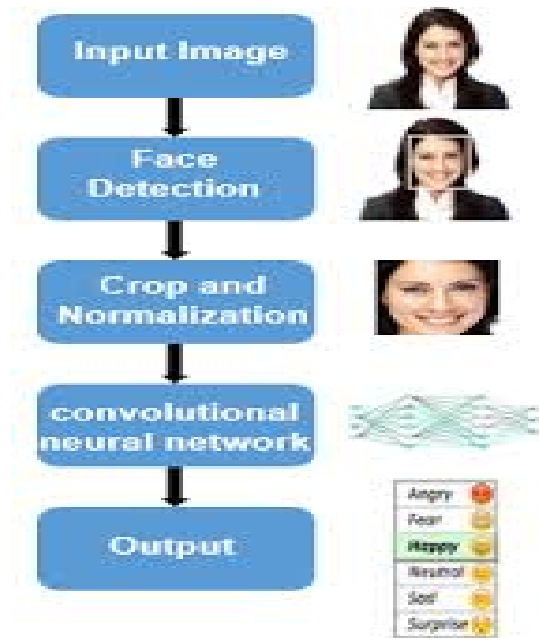 Input Image
Face
Detection
Crop and
Normalization
convolutional
neural network
Output
Angry
Fear
Happy
Neutral
Sad
Surprise